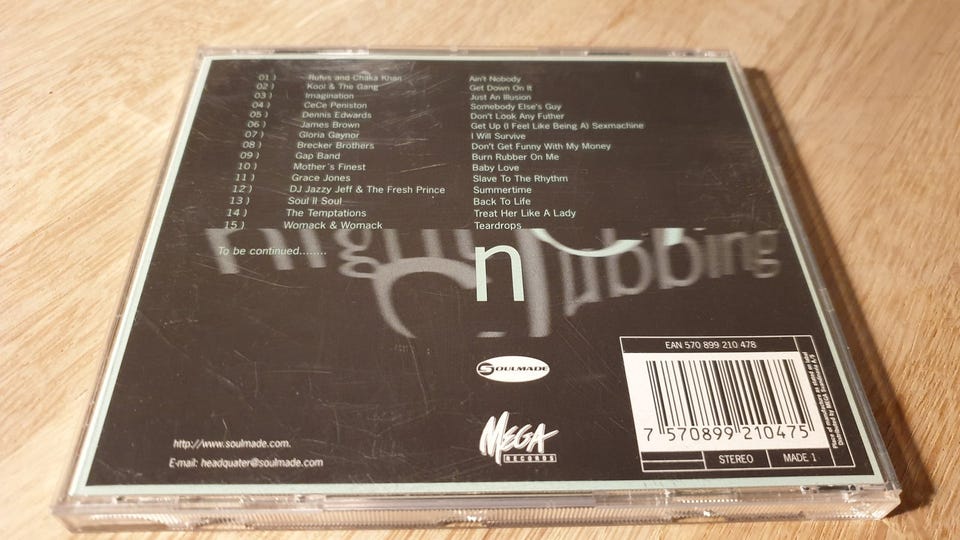 01) Rufus and Chaka Khan Ain't Nobody
02) Kool & The Gang Get Down On It
03) Imagination Just An Illusion
04) CeCe Peniston Somebody Else's Guy
05) Dennis Edwards Don't Look Any Futher
06) James Brown Get Up (I Feel Like Being A) Sexmachine
07) Gloria Gaynor I Will Survive
08) Brecker Brothers Don't Get Funny With My Money
09) Gap Band Burn Rubber On Me
10) Mother's Finest Baby Love
11) Grace Jones Slave To The Rhythm
12) DJ Jazzy Jeff & The Fresh Prince Summertime
13) Soul II Soul Back To Life
14) The Temptations Treat Her Like A Lady
15) Womack & Womack Teardrops
To be continued........
n
SOULMADE
MEGA
RECORDS
http://www.soulmade.com.
E-mail: headquater@soulmade.com
EAN 570 899 210 478
7 570899 210475
STEREO MADE 1